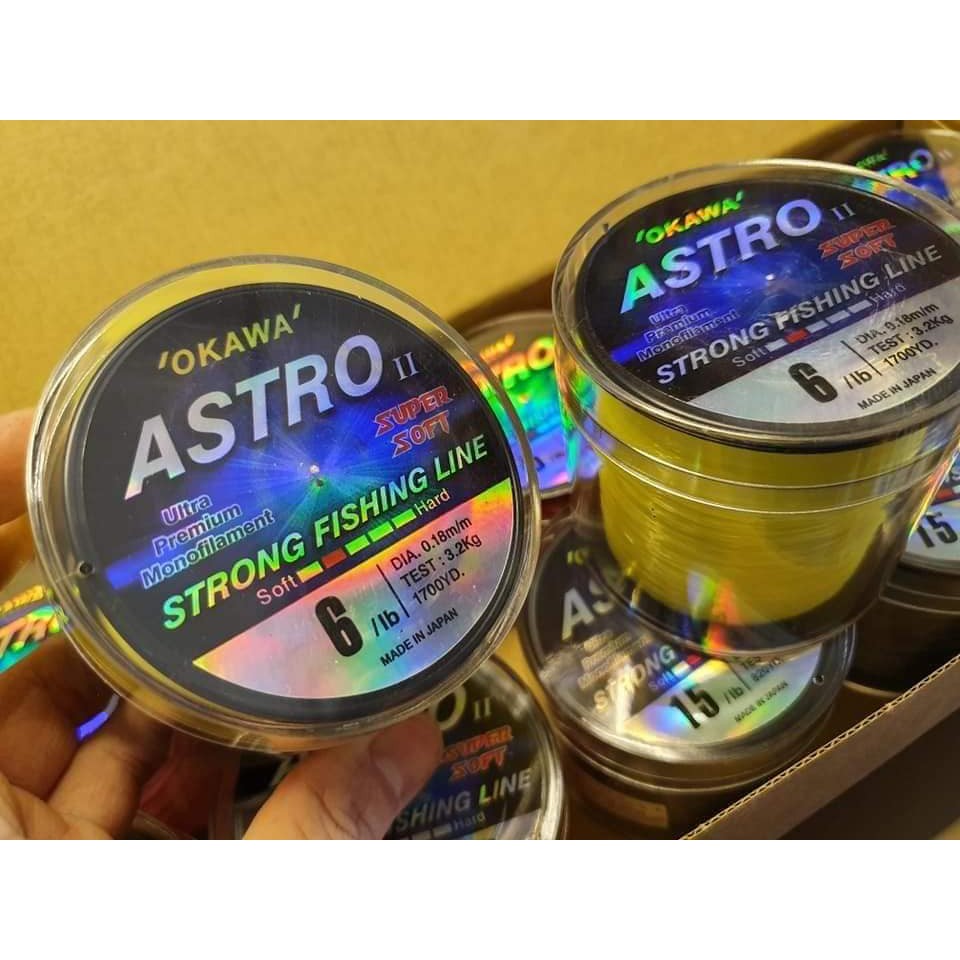 'OKAWA'
ASTRO II
SUPER
SOFT
Ultra
Premium
Monofilament
STRONG FISHING LINE
Soft Hard
6 /lb
DIA. 0.18m/m
TEST : 3.2Kg
1700YD.
MADE IN JAPAN
'OKAWA'
ASTRO II
SUPER
SOFT
Ultra
Premium
Monofilament
STRONG FISHING LINE
Soft Hard
6 /lb
DIA. 0.18m/m
TEST : 3.2Kg
1700YD.
MADE IN JAPAN
15 /lb
MADE IN JAPAN
15
II
SUPER
SOFT
LINE
Hard